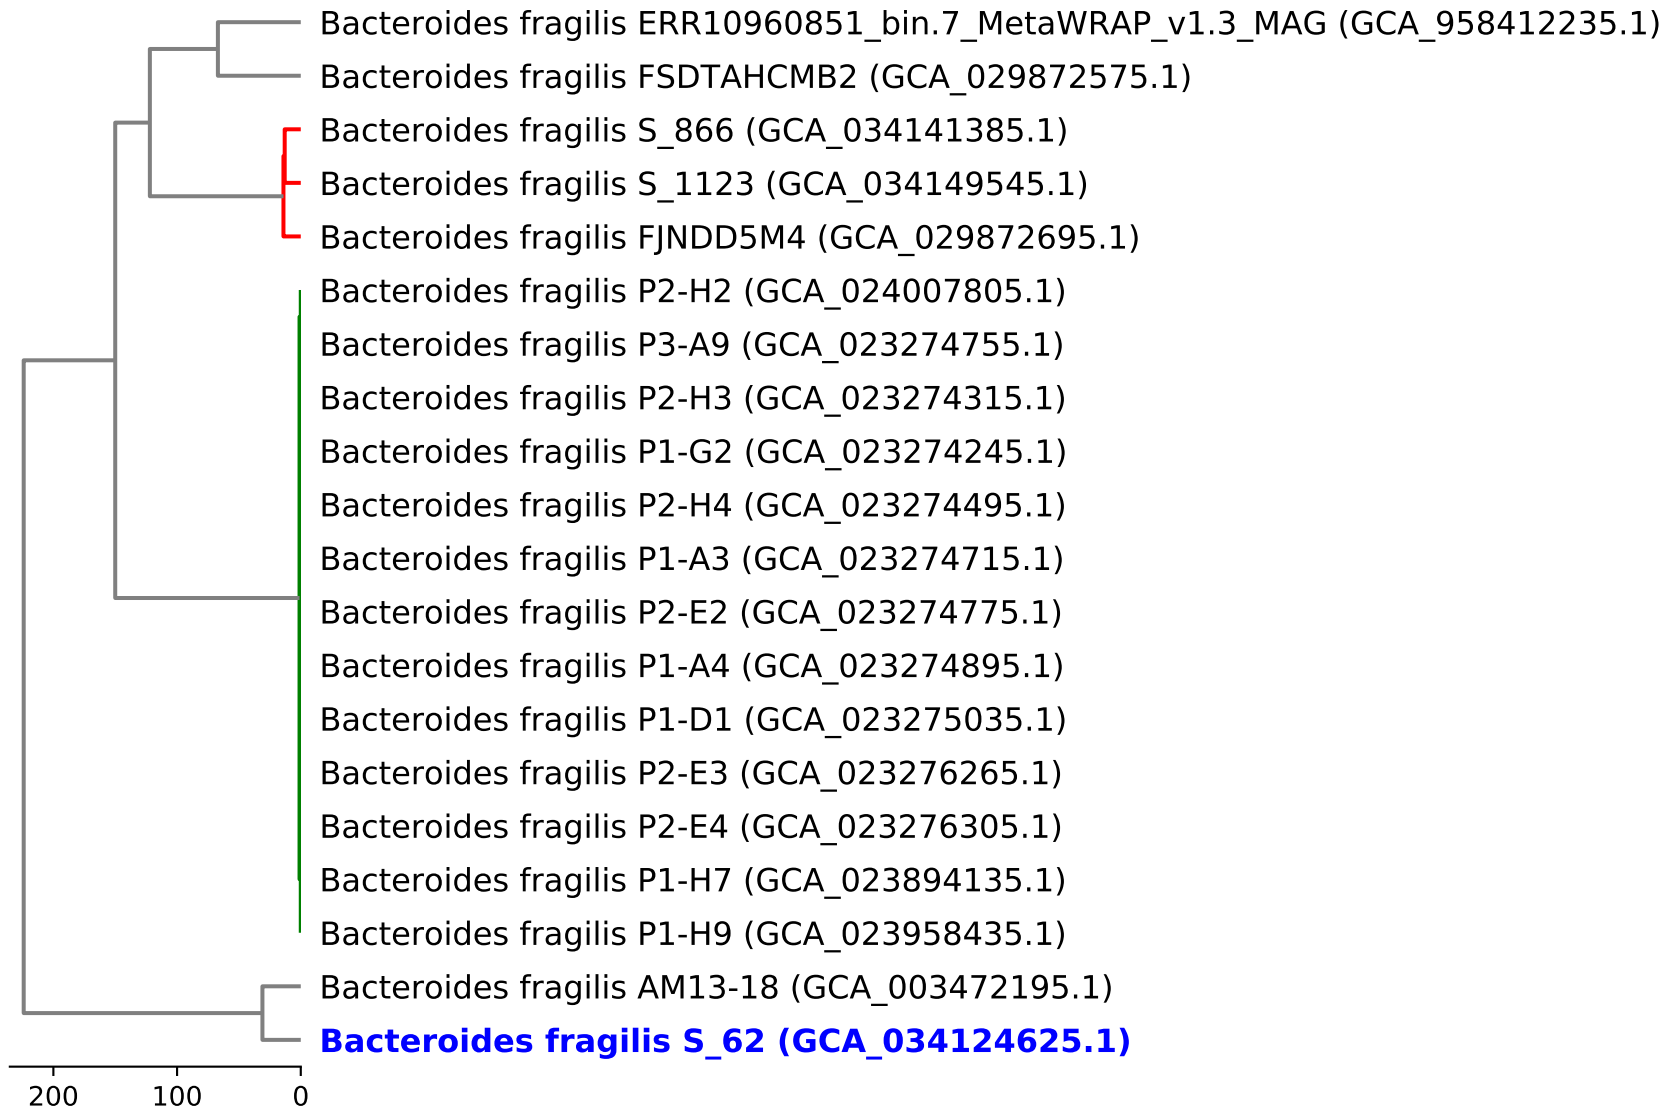 Bacteroides fragilis ERR10960851_bin.7_MetaWRAP_v1.3_MAG (GCA_958412235.1)
Bacteroides fragilis FSDTAHCMB2 (GCA_029872575.1)
Bacteroides fragilis S_866 (GCA_034141385.1)
Bacteroides fragilis S_1123 (GCA_034149545.1)
Bacteroides fragilis FJNDD5M4 (GCA_029872695.1)
Bacteroides fragilis P2-H2 (GCA_024007805.1)
Bacteroides fragilis P3-A9 (GCA_023274755.1)
Bacteroides fragilis P2-H3 (GCA_023274315.1)
Bacteroides fragilis P1-G2 (GCA_023274245.1)
Bacteroides fragilis P2-H4 (GCA_023274495.1)
Bacteroides fragilis P1-A3 (GCA_023274715.1)
Bacteroides fragilis P2-E2 (GCA_023274775.1)
Bacteroides fragilis P1-A4 (GCA_023274895.1)
Bacteroides fragilis P1-D1 (GCA_023275035.1)
Bacteroides fragilis P2-E3 (GCA_023276265.1)
Bacteroides fragilis P2-E4 (GCA_023276305.1)
Bacteroides fragilis P1-H7 (GCA_023894135.1)
Bacteroides fragilis P1-H9 (GCA_023958435.1)
Bacteroides fragilis AM13-18 (GCA_003472195.1)
Bacteroides fragilis S_62 (GCA_034124625.1)
200 100 0